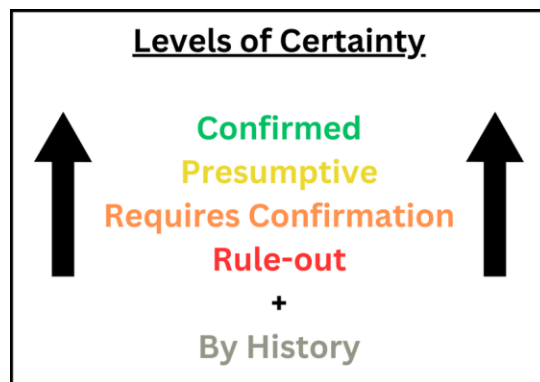 Levels of Certainty
Confirmed
Presumptive
Requires Confirmation
Rule-out
+
By History